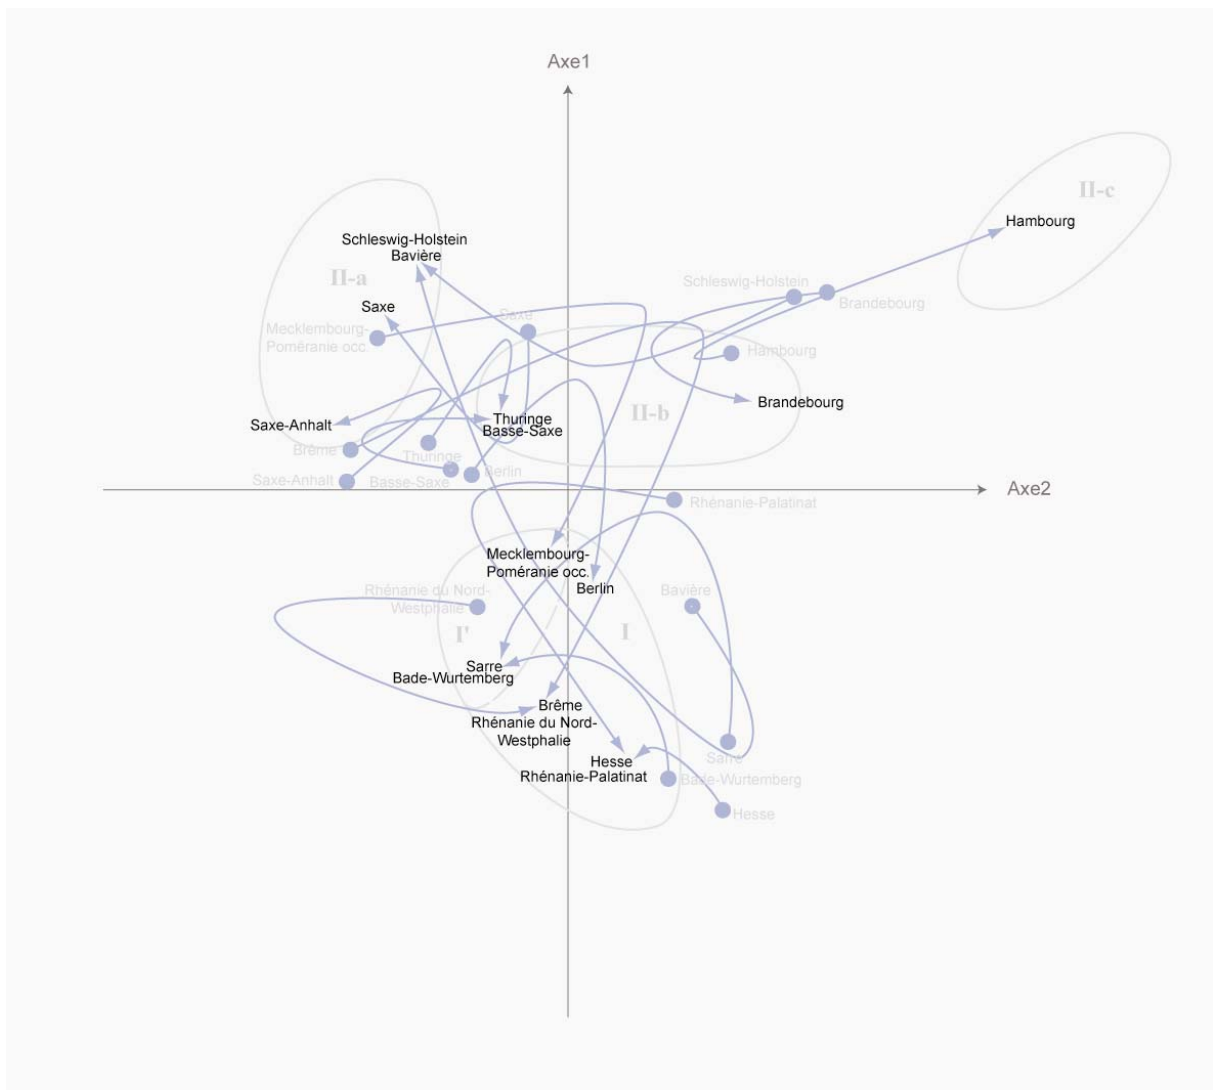 Axe1
II-c
Hambourg
Schleswig-Holstein
Bavière
II-a
Schleswig-Holstein
Brandebourg
Saxe
Saxe
Mecklembourg-
Poméranie occ.
Hambourg
Brandebourg
II-b
Saxe-Anhalt
Thuringe
Basse-Saxe
Brême
Thuringe
Berlin
Saxe-Anhalt
Basse-Saxe
Axe2
Rhénanie-Palatinat
Mecklembourg-
Poméranie occ.
Berlin
Rhénanie du Nord-
Westphalie
Bavière
I'
I
Sarre
Bade-Wurtemberg
Brême
Rhénanie du Nord-
Westphalie
Sarre
Hesse
Rhénanie-Palatinat
Bade-Wurtemberg
Hesse